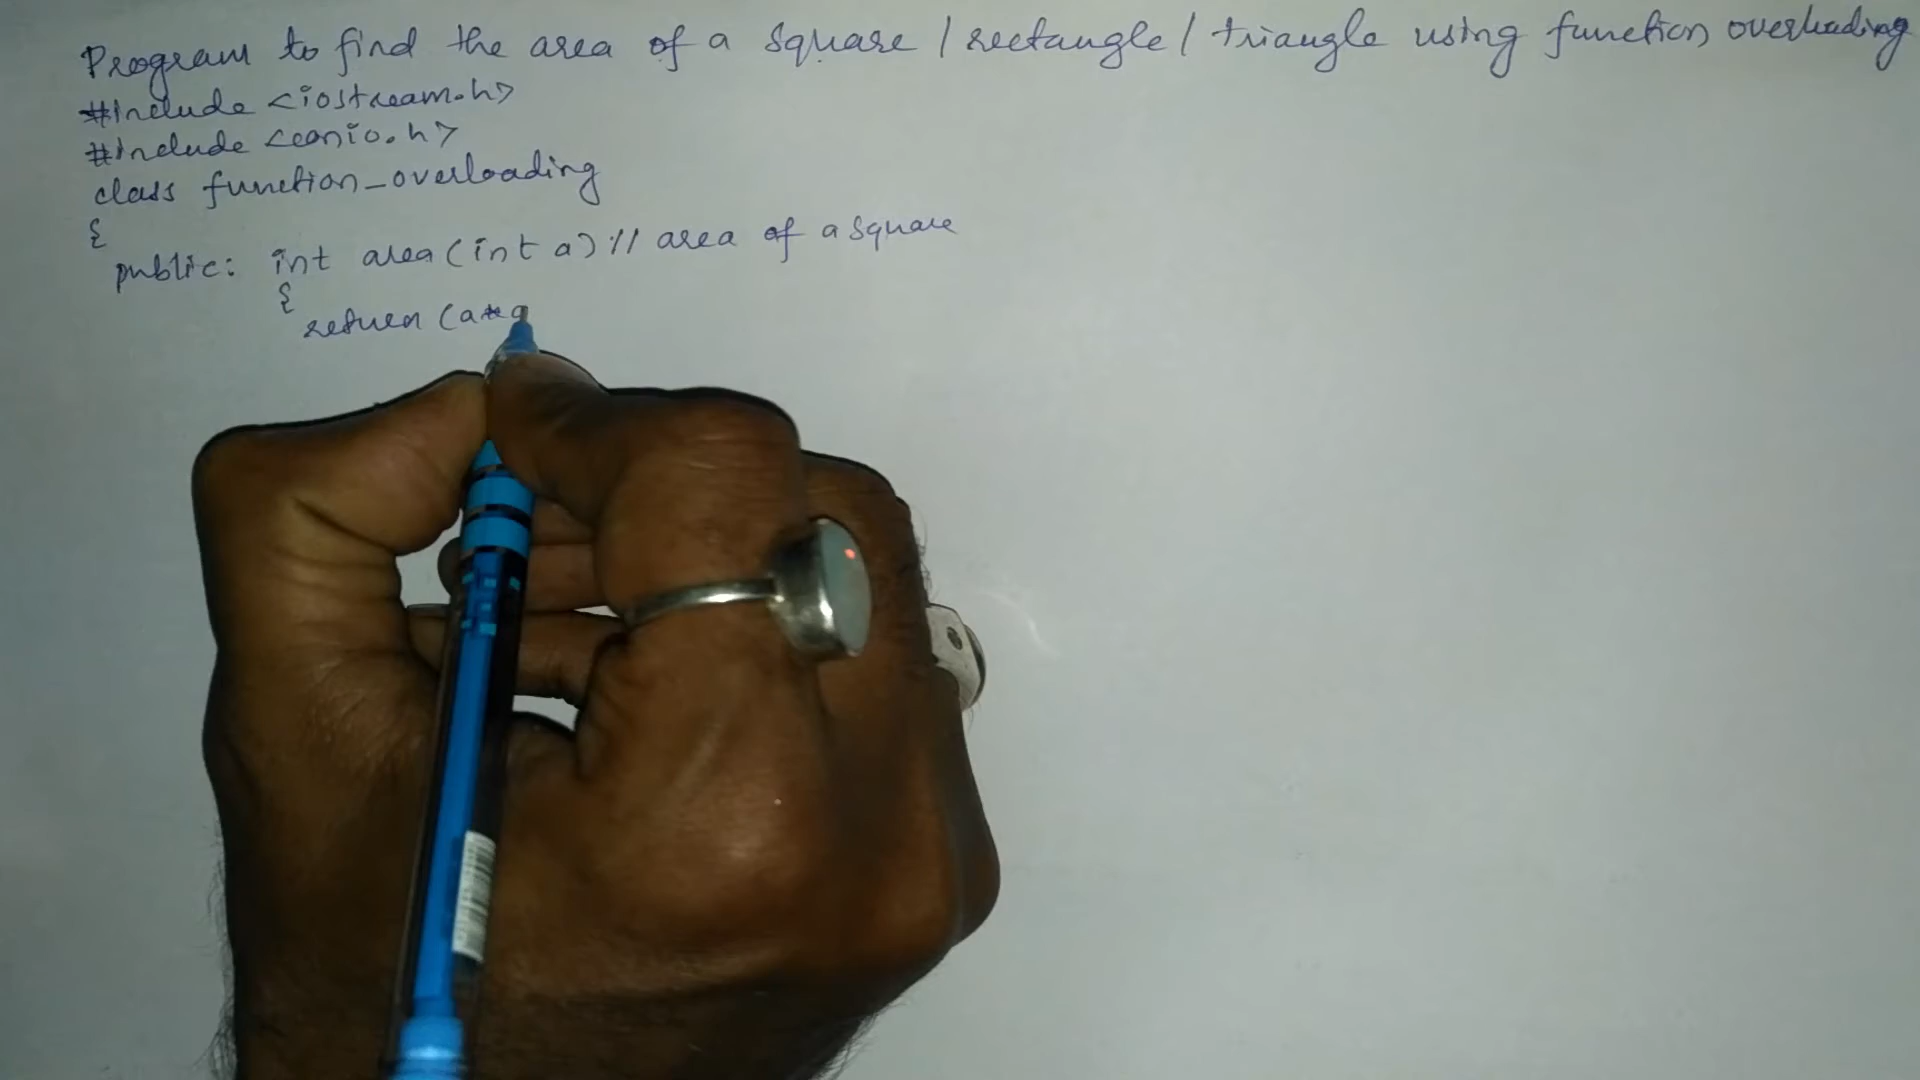 Program to find the area of a square / rectangle / triangle using function overloading
#include <iostream.h>
#include <conio.h>
class function_overloading
{
public: int area(int a) // area of a square
{
return (a*a